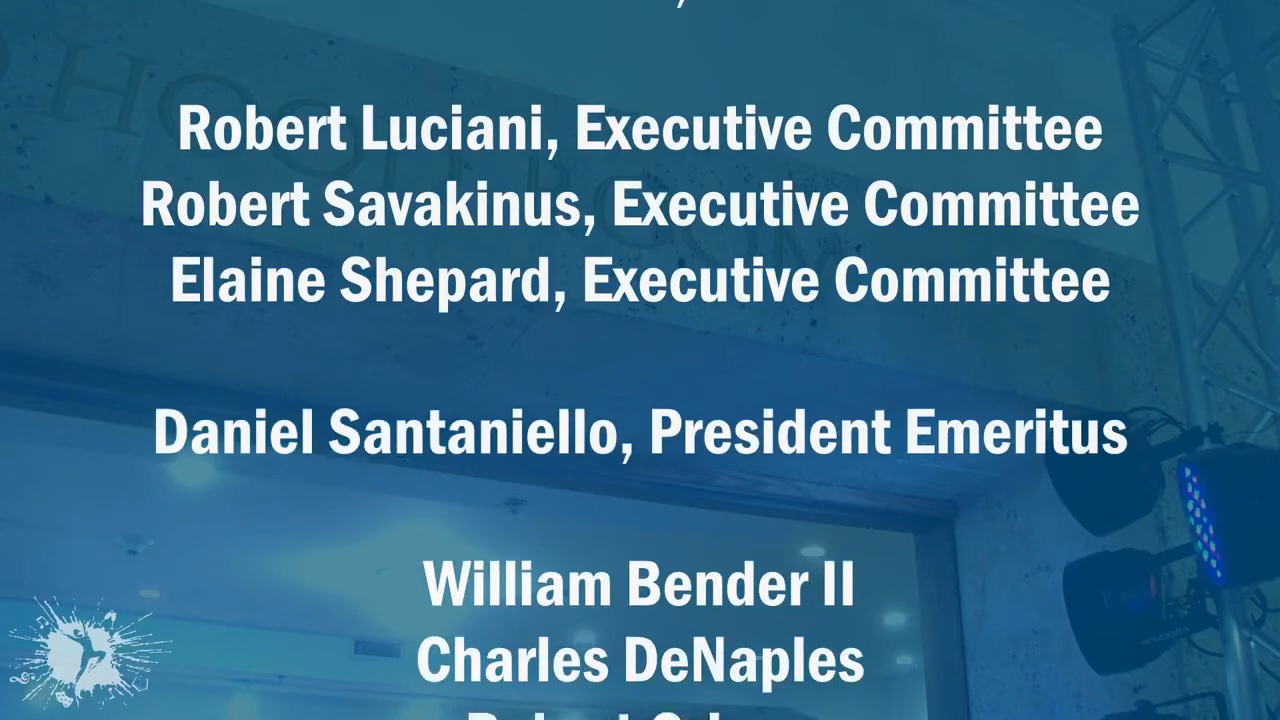 Robert Luciani, Executive Committee
Robert Savakinus, Executive Committee
Elaine Shepard, Executive Committee
Daniel Santaniello, President Emeritus
William Bender II
Charles DeNaples